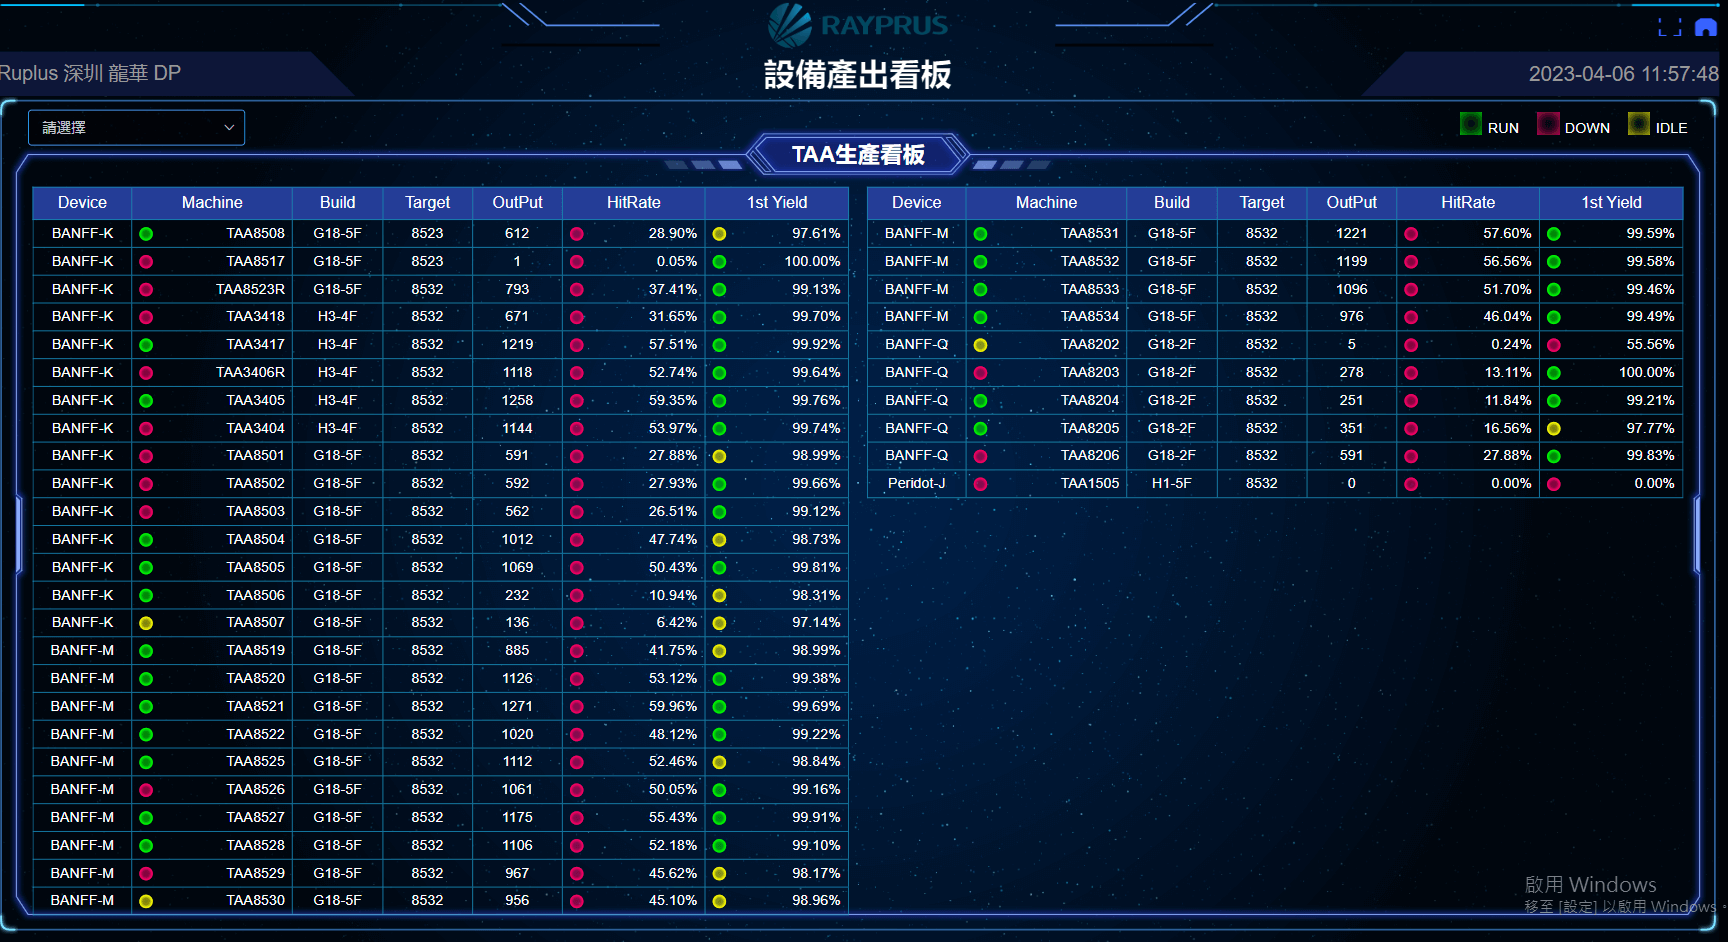 RAYPRUS
Ruplus 深圳 龍華 DP
設備產出看板
2023-04-06 11:57:48
請選擇
RUN DOWN IDLE
TAA生產看板
Device Machine Build Target OutPut HitRate 1st Yield
BANFF-K TAA8508 G18-5F 8523 612 28.90% 97.61%
BANFF-K TAA8517 G18-5F 8523 1 0.05% 100.00%
BANFF-K TAA8523R G18-5F 8532 793 37.41% 99.13%
BANFF-K TAA3418 H3-4F 8532 671 31.65% 99.70%
BANFF-K TAA3417 H3-4F 8532 1219 57.51% 99.92%
BANFF-K TAA3406R H3-4F 8532 1118 52.74% 99.64%
BANFF-K TAA3405 H3-4F 8532 1258 59.35% 99.76%
BANFF-K TAA3404 H3-4F 8532 1144 53.97% 99.74%
BANFF-K TAA8501 G18-5F 8532 591 27.88% 98.99%
BANFF-K TAA8502 G18-5F 8532 592 27.93% 99.66%
BANFF-K TAA8503 G18-5F 8532 562 26.51% 99.12%
BANFF-K TAA8504 G18-5F 8532 1012 47.74% 98.73%
BANFF-K TAA8505 G18-5F 8532 1069 50.43% 99.81%
BANFF-K TAA8506 G18-5F 8532 232 10.94% 98.31%
BANFF-K TAA8507 G18-5F 8532 136 6.42% 97.14%
BANFF-M TAA8519 G18-5F 8532 885 41.75% 98.99%
BANFF-M TAA8520 G18-5F 8532 1126 53.12% 99.38%
BANFF-M TAA8521 G18-5F 8532 1271 59.96% 99.69%
BANFF-M TAA8522 G18-5F 8532 1020 48.12% 99.22%
BANFF-M TAA8525 G18-5F 8532 1112 52.46% 98.84%
BANFF-M TAA8526 G18-5F 8532 1061 50.05% 99.16%
BANFF-M TAA8527 G18-5F 8532 1175 55.43% 99.91%
BANFF-M TAA8528 G18-5F 8532 1106 52.18% 99.10%
BANFF-M TAA8529 G18-5F 8532 967 45.62% 98.17%
BANFF-M TAA8530 G18-5F 8532 956 45.10% 98.96%
Device Machine Build Target OutPut HitRate 1st Yield
BANFF-M TAA8531 G18-5F 8532 1221 57.60% 99.59%
BANFF-M TAA8532 G18-5F 8532 1199 56.56% 99.58%
BANFF-M TAA8533 G18-5F 8532 1096 51.70% 99.46%
BANFF-M TAA8534 G18-5F 8532 976 46.04% 99.49%
BANFF-Q TAA8202 G18-2F 8532 5 0.24% 55.56%
BANFF-Q TAA8203 G18-2F 8532 278 13.11% 100.00%
BANFF-Q TAA8204 G18-2F 8532 251 11.84% 99.21%
BANFF-Q TAA8205 G18-2F 8532 351 16.56% 97.77%
BANFF-Q TAA8206 G18-2F 8532 591 27.88% 99.83%
Peridot-J TAA1505 H1-5F 8532 0 0.00% 0.00%
啟用 Windows
移至 [設定] 以啟用 Windows。